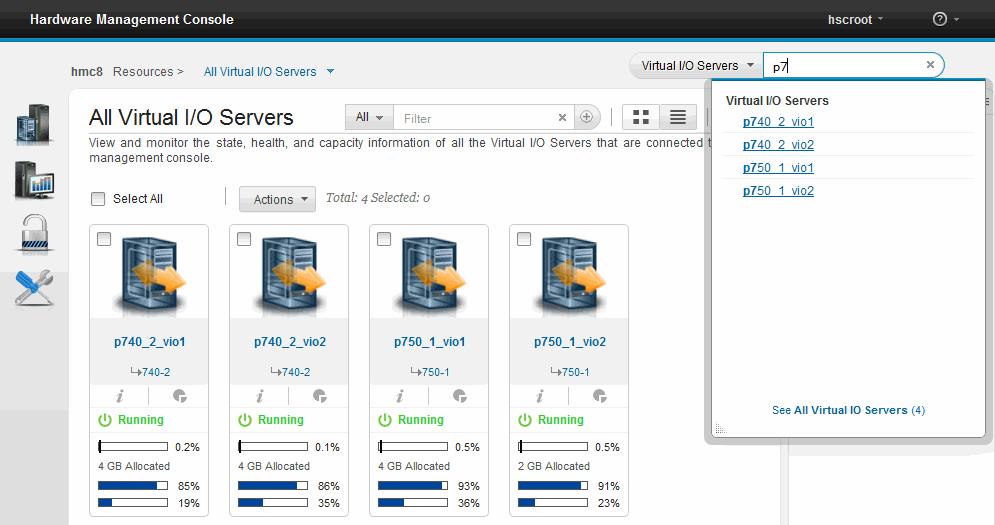 Hardware Management Console
hscroot
?
hmc8 Resources > All Virtual I/O Servers
Virtual I/O Servers
p7
Virtual I/O Servers
p740_2_vio1
p740_2_vio2
p750_1_vio1
p750_1_vio2
See All Virtual IO Servers (4)
All Virtual I/O Servers
All
Filter
View and monitor the state, health, and capacity information of all the Virtual I/O Servers that are connected t
management console.
Select All
Actions
Total: 4 Selected: 0
p740_2_vio1
740-2
i
Running
0.2%
4 GB Allocated
85%
19%
p740_2_vio2
740-2
i
Running
0.1%
4 GB Allocated
86%
35%
p750_1_vio1
750-1
i
Running
0.5%
4 GB Allocated
93%
36%
p750_1_vio2
750-1
i
Running
0.5%
2 GB Allocated
91%
23%